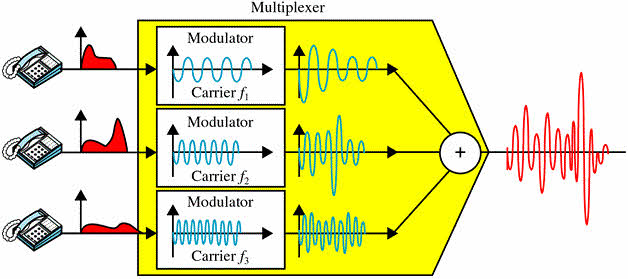 Multiplexer
Modulator
Carrier f1
Modulator
Carrier f2
+
Modulator
Carrier f3